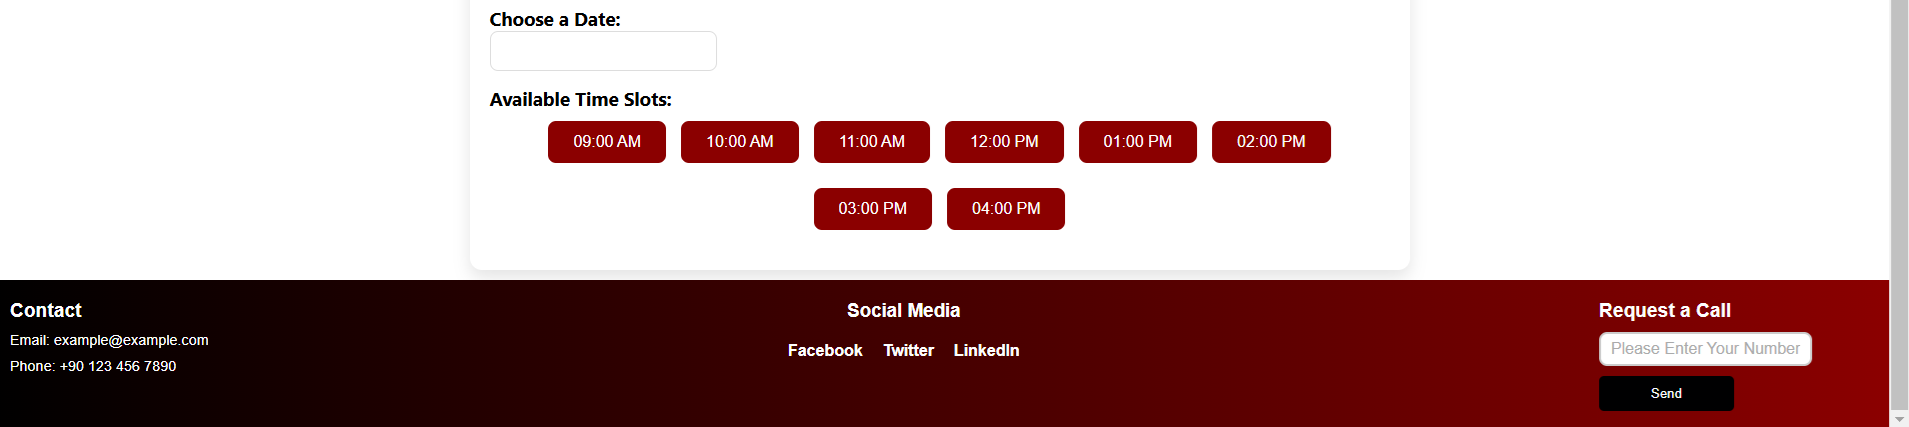 Choose a Date:
Available Time Slots:
09:00 AM 10:00 AM 11:00 AM 12:00 PM 01:00 PM 02:00 PM
03:00 PM 04:00 PM
Contact
Email: example@example.com
Phone: +90 123 456 7890
Social Media
Facebook Twitter LinkedIn
Request a Call
Please Enter Your Number
Send